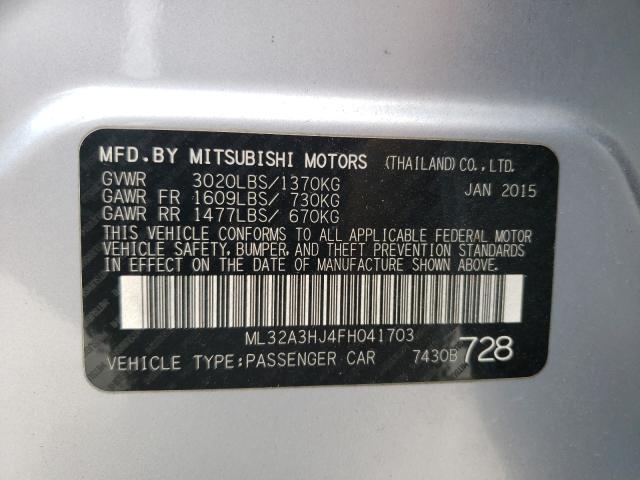 MFD.BY MITSUBISHI MOTORS (THAILAND)CO.,LTD.
GVWR 3020LBS/1370KG JAN 2015
GAWR FR 1609LBS/ 730KG
GAWR RR 1477LBS/ 670KG
THIS VEHICLE CONFORMS TO ALL APPLICABLE FEDERAL MOTOR
VEHICLE SAFETY, BUMPER, AND THEFT PREVENTION STANDARDS
IN EFFECT ON THE DATE OF MANUFACTURE SHOWN ABOVE.
ML32A3HJ4FH041703
VEHICLE TYPE:PASSENGER CAR 7430B 728